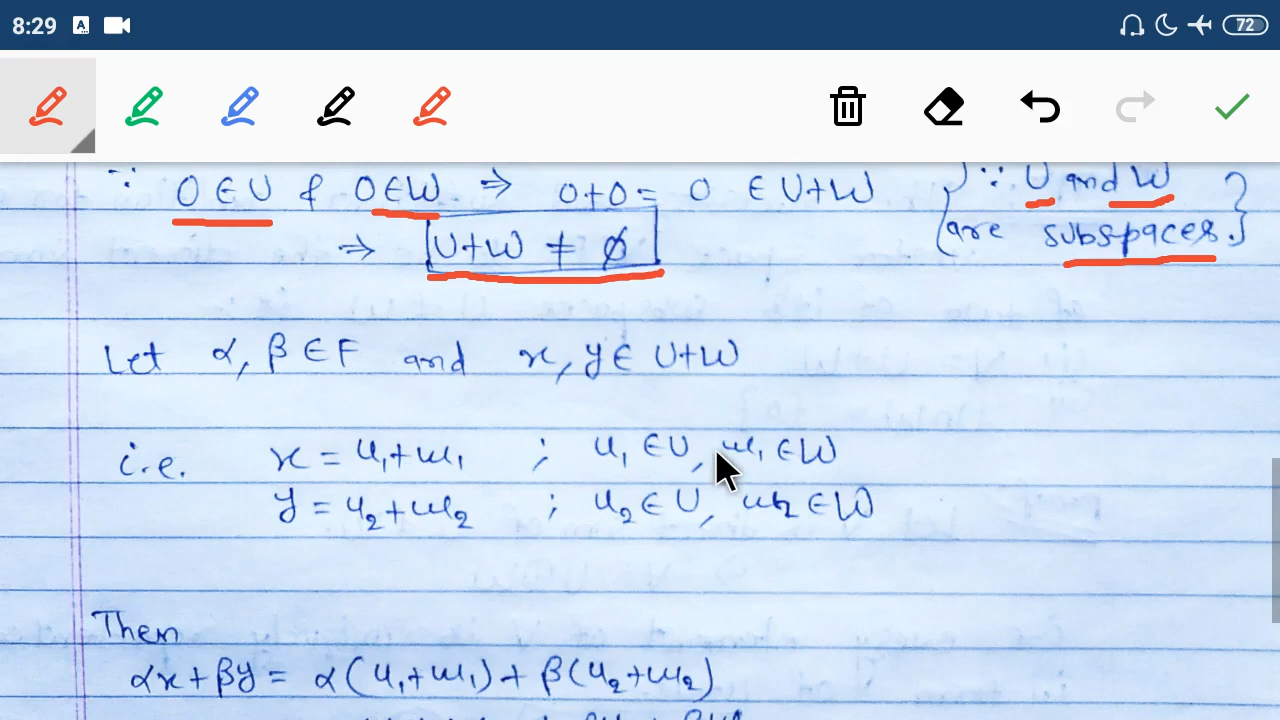 8:29 A 72
∵ 0 ∈ U & 0 ∈ W ⇒ 0+0 = 0 ∈ U+W {∵ U and W
⇒ U+W ≠ ∅ are subspaces.}
Let α, β ∈ F and x, y ∈ U+W
i.e. x = u₁+w₁ ; u₁ ∈ U, w₁ ∈ W
y = u₂+w₂ ; u₂ ∈ U, w₂ ∈ W
Then
αx+βy = α(u₁+w₁) + β(u₂+w₂)